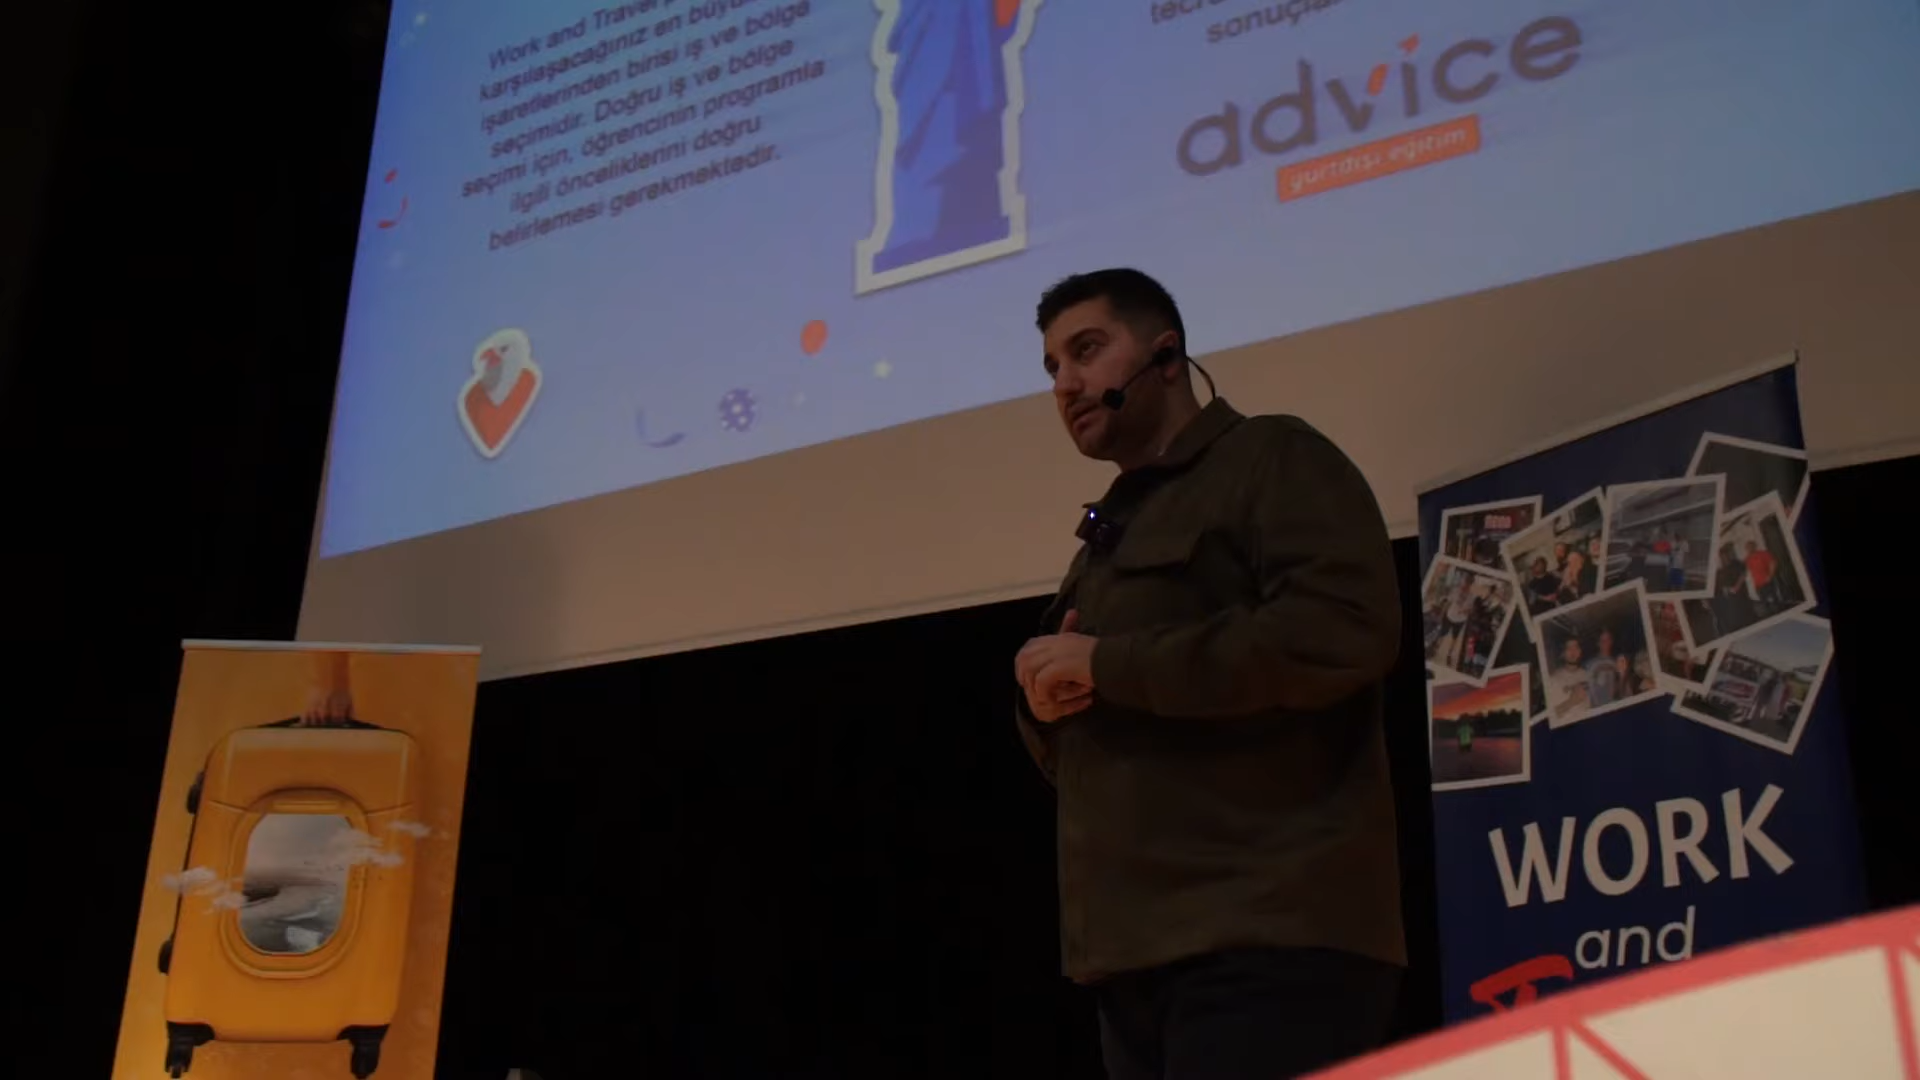 Work and Travel
karşılaşacağınız en büyük
işaretlerinden birisi iş ve bölge
seçimidir. Doğru iş ve bölge
seçimi için, öğrencinin programla
ilgili önceliklerini doğru
belirlemesi gerekmektedir.
advice
yurtdışı eğitim
WORK
and